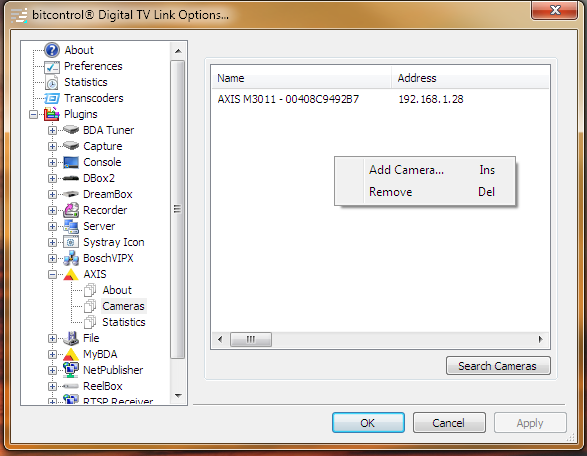 bitcontrol® Digital TV Link Options...
About
Preferences
Statistics
Transcoders
Plugins
BDA Tuner
Capture
Console
DBox2
DreamBox
Recorder
Server
Systray Icon
BoschVIPX
AXIS
About
Cameras
Statistics
File
MyBDA
NetPublisher
ReelBox
RTSP Receiver
Name Address
AXIS M3011 - 00408C9492B7 192.168.1.28
Add Camera... Ins
Remove Del
Search Cameras
OK Cancel Apply